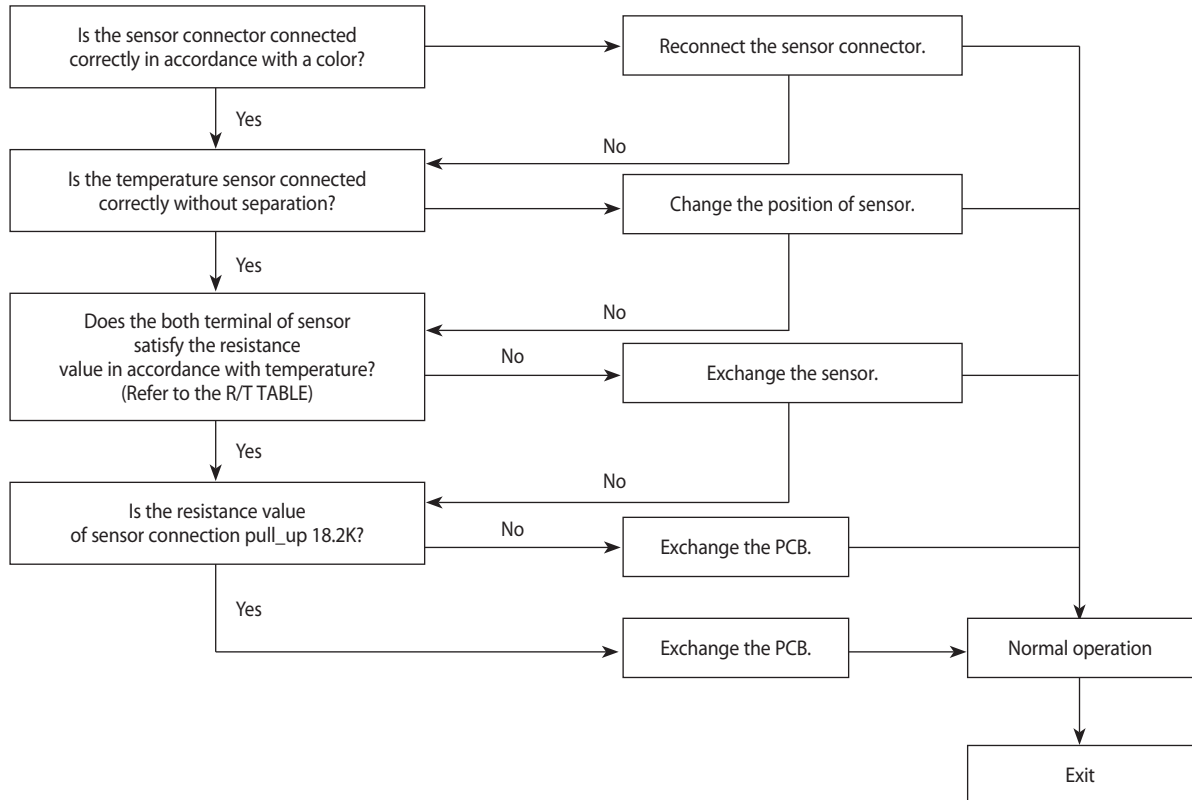 Is the sensor connector connected
correctly in accordance with a color?
Reconnect the sensor connector.
Yes
No
Is the temperature sensor connected
correctly without separation?
Change the position of sensor.
Yes
No
Does the both terminal of sensor
satisfy the resistance
value in accordance with temperature?
(Refer to the R/T TABLE)
No
Exchange the sensor.
Yes
No
Is the resistance value
of sensor connection pull_up 18.2K?
No
Exchange the PCB.
Yes
Exchange the PCB.
Normal operation
Exit